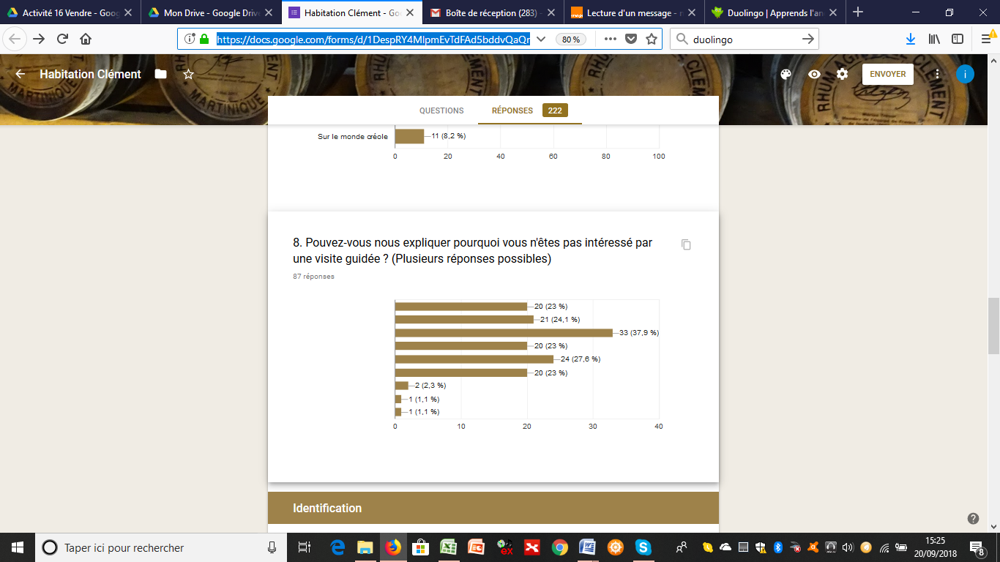 Activité 16 Vendre - Goog
Mon Drive - Google Drive
Habitation Clément - Go
Boîte de réception (283) -
Lecture d'un message - m
Duolingo | Apprends l'an
https://docs.google.com/forms/d/1DespRY4MlpmEvTdFAd5bddvQaQr
80 %
duolingo
MARTINIQUE
MARTINIQUE
RHUM
CLÉMENT
Habitation Clément
ENVOYER
i
QUESTIONS
RÉPONSES 222
Sur le monde créole
11 (8,2 %)
0 20 40 60 80 100
8. Pouvez-vous nous expliquer pourquoi vous n'êtes pas intéressé par
une visite guidée ? (Plusieurs réponses possibles)
87 réponses
20 (23 %)
21 (24,1 %)
33 (37,9 %)
20 (23 %)
24 (27,6 %)
20 (23 %)
2 (2,3 %)
1 (1,1 %)
1 (1,1 %)
0 10 20 30 40
Identification
Taper ici pour rechercher
15:25
20/09/2018
8